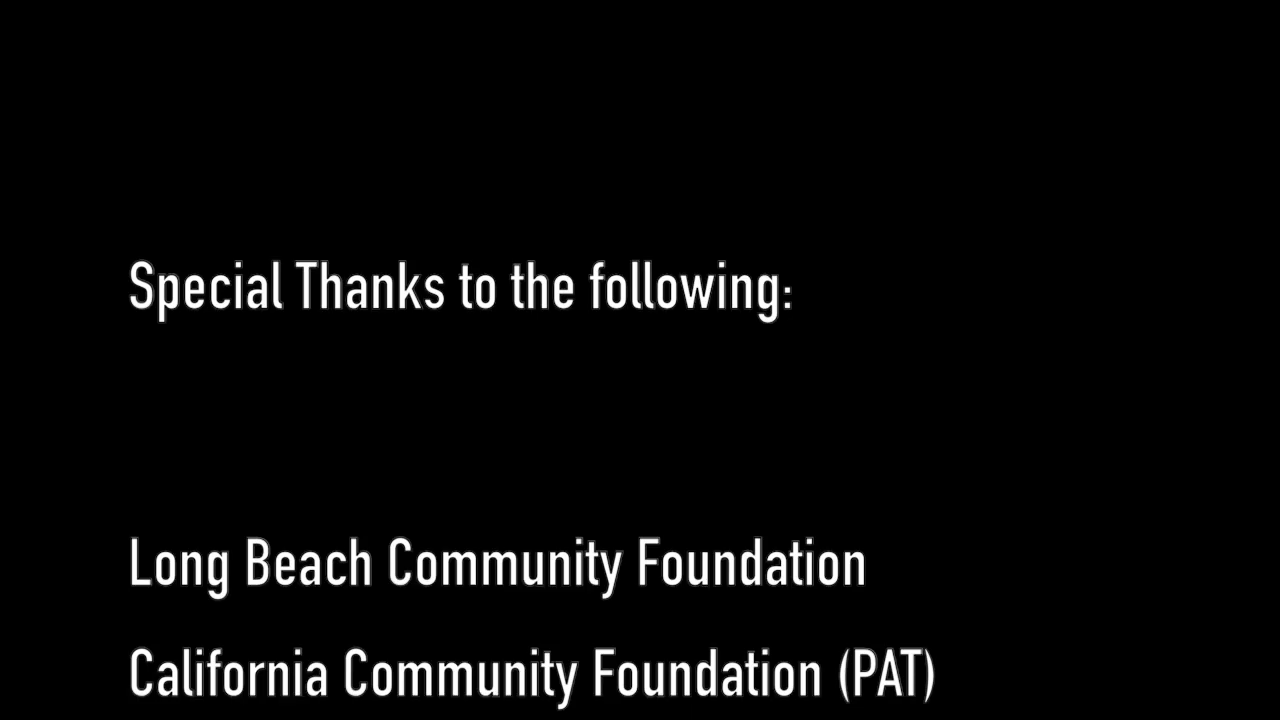 Special Thanks to the following:
Long Beach Community Foundation
California Community Foundation (PAT)